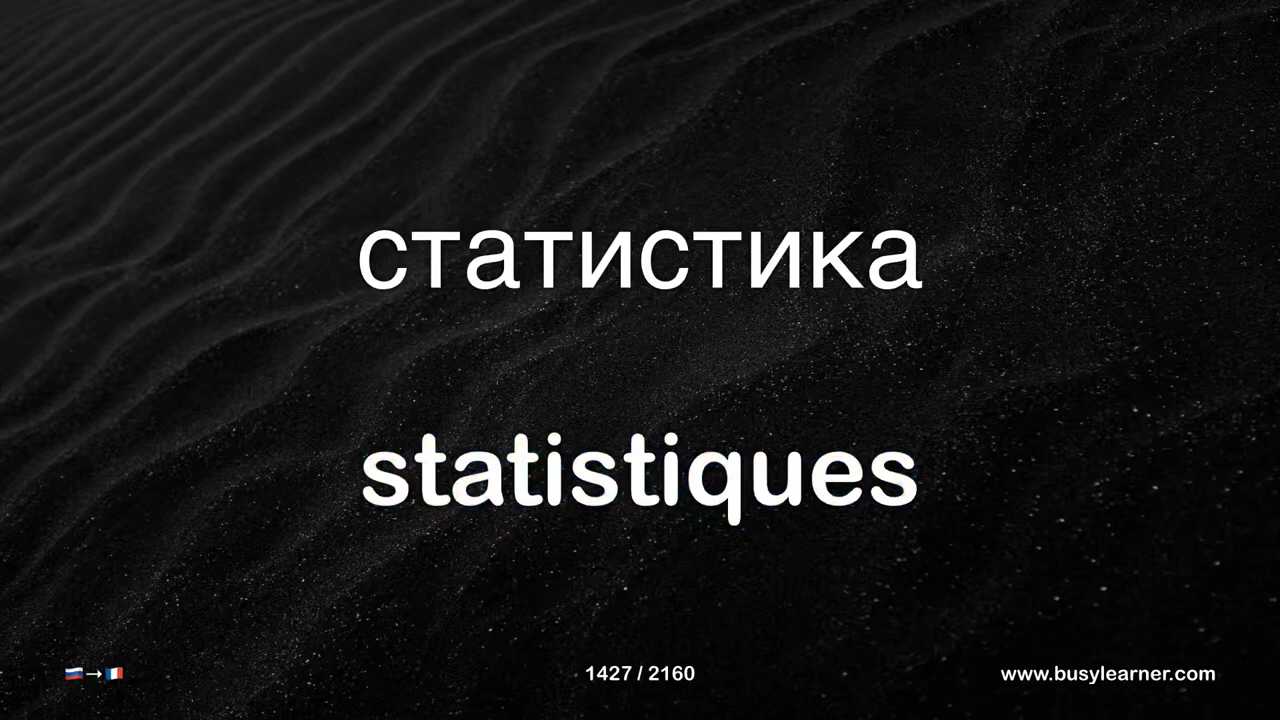 статистика
statistiques
🇷🇺→🇫🇷
1427 / 2160
www.busylearner.com